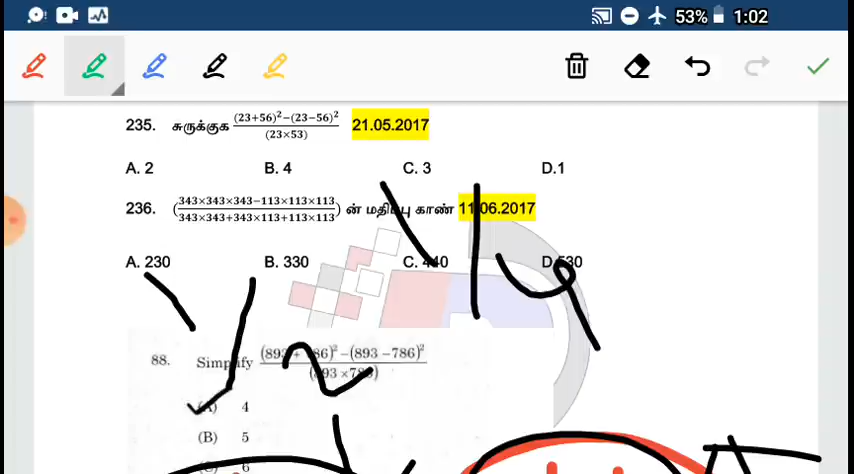 53% 1:02
235. சுருக்குக (23+56)²−(23−56)² / (23×53) 21.05.2017
A. 2 B. 4 C. 3 D.1
236. (343×343×343−113×113×113 / 343×343+343×113+113×113) ன் மதிப்பு காண் 11.06.2017
A. 230 B. 330 C. 440 D. 530
88. Simplify (893 + 786)² − (893 − 786)² / (893 × 786)
(A) 4
(B) 5
(C) 6